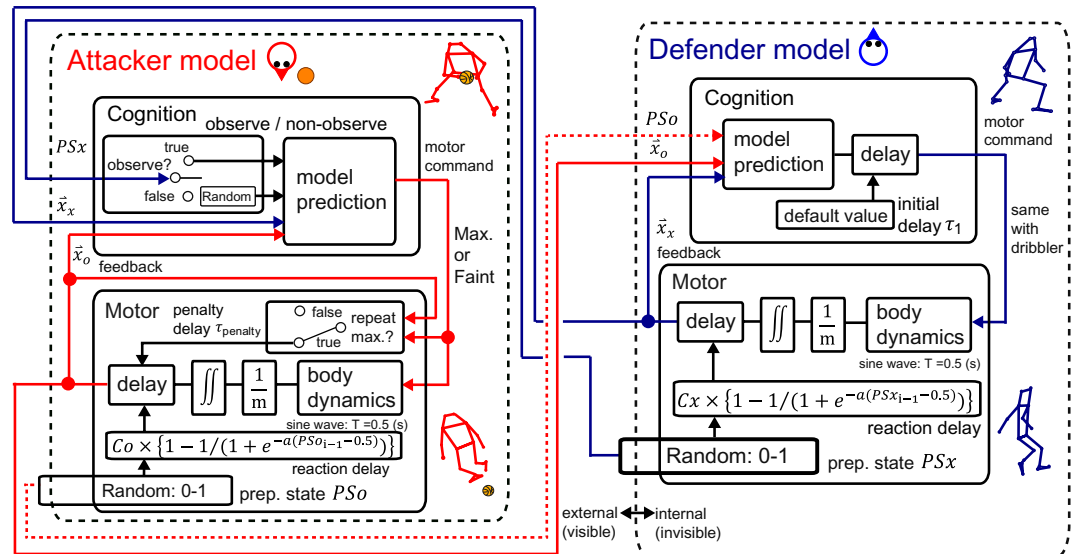 Attacker model
Cognition
observe / non-observe
PSx
true
observe?
false
Random
model
prediction
motor
command
x⃗ₓ
x⃗ₒ
feedback
Max.
or
Faint
Motor
penalty
delay τpenalty
false
true
repeat
max.?
delay
∬
1/m
body
dynamics
sine wave: T =0.5 (s)
Co × {1 − 1/(1 + e^−a(PSo_i−1−0.5))}
reaction delay
Random: 0-1
prep. state PSo
Defender model
Cognition
PSo
x⃗ₒ
model
prediction
delay
motor
command
default value
initial
delay τ₁
x⃗ₓ
feedback
same
with
dribbler
Motor
delay
∬
1/m
body
dynamics
sine wave: T = 0.5 (s)
Cx × {1 − 1/(1 + e^−a(PSx_i−1−0.5))}
reaction delay
Random: 0-1
prep. state PSx
external
(visible)
internal
(invisible)